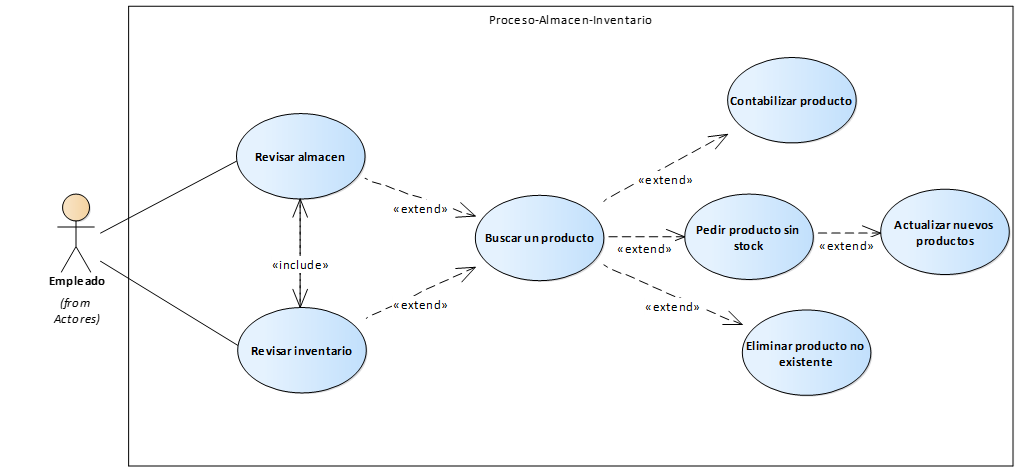 Proceso-Almacen-Inventario
Contabilizar producto
Revisar almacen
«extend»
«extend»
Buscar un producto
Pedir producto sin
stock
Actualizar nuevos
productos
«extend»
«extend»
«include»
Empleado
(from
Actores)
«extend»
«extend»
Revisar inventario
Eliminar producto no
existente